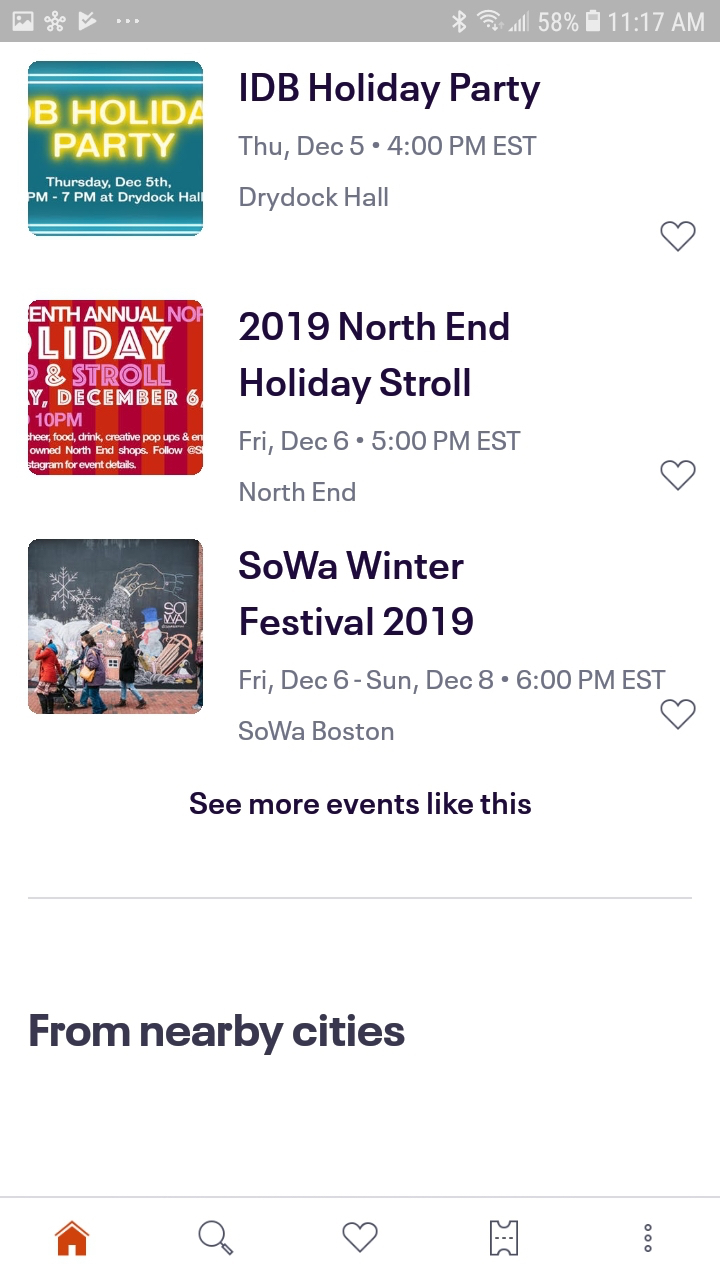 58% 11:17 AM
B HOLIDA
PARTY
Thursday, Dec 5th,
PM - 7 PM at Drydock Hall
IDB Holiday Party
Thu, Dec 5 • 4:00 PM EST
Drydock Hall
ENTH ANNUAL NOR
LIDAY
P & STROLL
Y, DECEMBER 6,
10PM
cheer, food, drink, creative pop ups & en
owned North End shops. Follow @S
stagram for event details.
2019 North End
Holiday Stroll
Fri, Dec 6 • 5:00 PM EST
North End
SO
WA
SoWa Winter
Festival 2019
Fri, Dec 6 - Sun, Dec 8 • 6:00 PM EST
SoWa Boston
See more events like this
From nearby cities